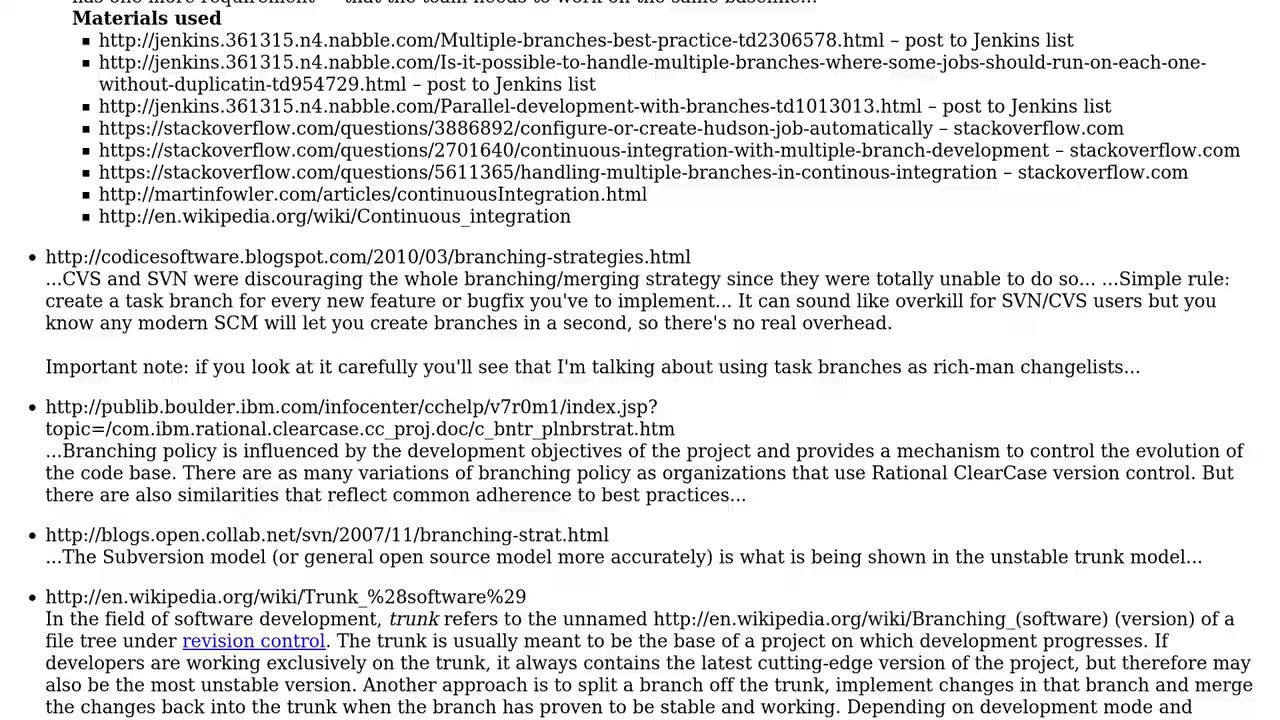 Materials used
http://jenkins.361315.n4.nabble.com/Multiple-branches-best-practice-td2306578.html – post to Jenkins list
http://jenkins.361315.n4.nabble.com/Is-it-possible-to-handle-multiple-branches-where-some-jobs-should-run-on-each-one-
without-duplicatin-td954729.html – post to Jenkins list
http://jenkins.361315.n4.nabble.com/Parallel-development-with-branches-td1013013.html – post to Jenkins list
https://stackoverflow.com/questions/3886892/configure-or-create-hudson-job-automatically – stackoverflow.com
https://stackoverflow.com/questions/2701640/continuous-integration-with-multiple-branch-development – stackoverflow.com
https://stackoverflow.com/questions/5611365/handling-multiple-branches-in-continous-integration – stackoverflow.com
http://martinfowler.com/articles/continuousIntegration.html
http://en.wikipedia.org/wiki/Continuous_integration
http://codicesoftware.blogspot.com/2010/03/branching-strategies.html
...CVS and SVN were discouraging the whole branching/merging strategy since they were totally unable to do so... ...Simple rule:
create a task branch for every new feature or bugfix you've to implement... It can sound like overkill for SVN/CVS users but you
know any modern SCM will let you create branches in a second, so there's no real overhead.
Important note: if you look at it carefully you'll see that I'm talking about using task branches as rich-man changelists...
http://publib.boulder.ibm.com/infocenter/cchelp/v7r0m1/index.jsp?
topic=/com.ibm.rational.clearcase.cc_proj.doc/c_bntr_plnbrstrat.htm
...Branching policy is influenced by the development objectives of the project and provides a mechanism to control the evolution of
the code base. There are as many variations of branching policy as organizations that use Rational ClearCase version control. But
there are also similarities that reflect common adherence to best practices...
http://blogs.open.collab.net/svn/2007/11/branching-strat.html
...The Subversion model (or general open source model more accurately) is what is being shown in the unstable trunk model...
http://en.wikipedia.org/wiki/Trunk_%28software%29
In the field of software development, trunk refers to the unnamed http://en.wikipedia.org/wiki/Branching_(software) (version) of a
file tree under revision control. The trunk is usually meant to be the base of a project on which development progresses. If
developers are working exclusively on the trunk, it always contains the latest cutting-edge version of the project, but therefore may
also be the most unstable version. Another approach is to split a branch off the trunk, implement changes in that branch and merge
the changes back into the trunk when the branch has proven to be stable and working. Depending on development mode and